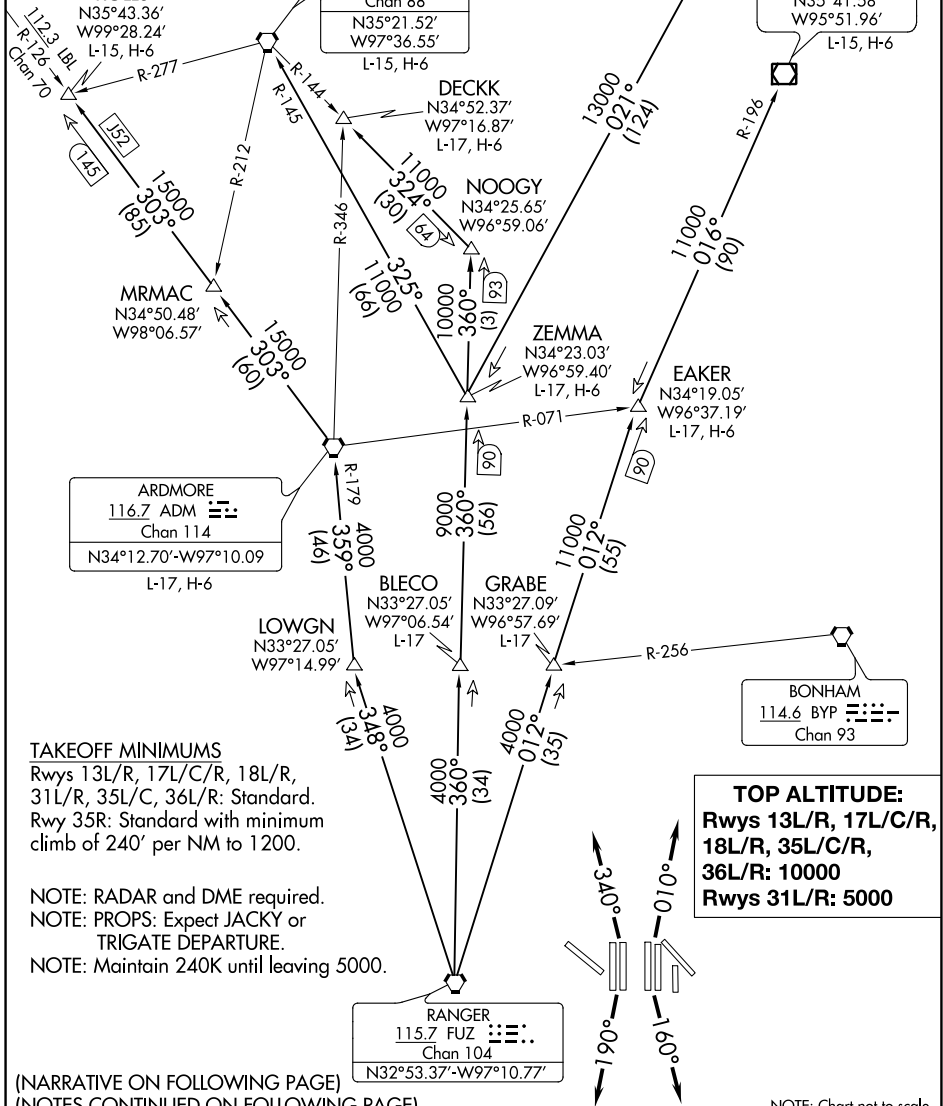 N35°43.36'
W99°28.24'
L-15, H-6
112.3 LBL
R-126
Chan 70
R-277
N35°21.52'
W97°36.55'
L-15, H-6
W95°51.96'
L-15, H-6
R-144
R-145
DECKK
N34°52.37'
W97°16.87'
L-17, H-6
13000
021°
(124)
R-196
J52
145
15000
303°
(85)
R-212
R-346
11000
324°
(30)
64
NOOGY
N34°25.65'
W96°59.06'
11000
016°
(90)
MRMAC
N34°50.48'
W98°06.57'
325°
11000
(66)
10000
360°
(3)
93
15000
303°
(60)
ZEMMA
N34°23.03'
W96°59.40'
L-17, H-6
EAKER
N34°19.05'
W96°37.19'
L-17, H-6
R-071
90
90
ARDMORE
116.7 ADM
Chan 114
N34°12.70'-W97°10.09
L-17, H-6
R-179
4000
359°
(46)
9000
360°
(56)
11000
012°
(55)
LOWGN
N33°27.05'
W97°14.99'
BLECO
N33°27.05'
W97°06.54'
L-17
GRABE
N33°27.09'
W96°57.69'
L-17
R-256
BONHAM
114.6 BYP
Chan 93
4000
348°
(34)
4000
360°
(34)
4000
012°
(35)
TAKEOFF MINIMUMS
Rwys 13L/R, 17L/C/R, 18L/R,
31L/R, 35L/C, 36L/R: Standard.
Rwy 35R: Standard with minimum
climb of 240' per NM to 1200.
NOTE: RADAR and DME required.
NOTE: PROPS: Expect JACKY or
TRIGATE DEPARTURE.
NOTE: Maintain 240K until leaving 5000.
TOP ALTITUDE:
Rwys 13L/R, 17L/C/R,
18L/R, 35L/C/R,
36L/R: 10000
Rwys 31L/R: 5000
340°
010°
190°
160°
RANGER
115.7 FUZ
Chan 104
N32°53.37'-W97°10.77'
(NARRATIVE ON FOLLOWING PAGE)
(NOTES CONTINUED ON FOLLOWING PAGE)
NOTE: Chart not to scale